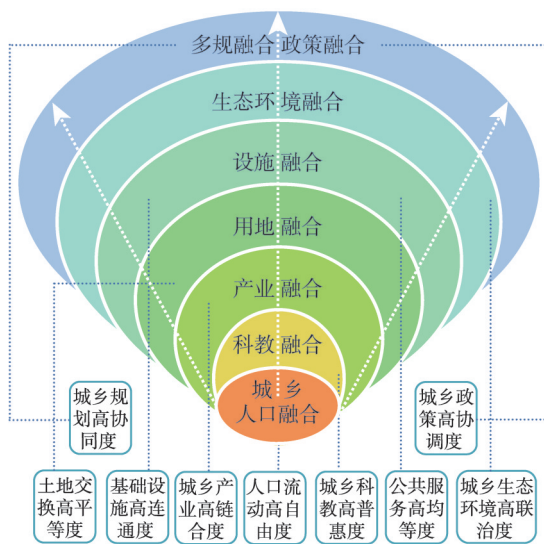 多规融合 政策融合
生态环境融合
设施融合
用地融合
产业融合
科教融合
城乡
人口融合
城乡规
划高协
同度
城乡政
策高协
调度
土地交
换高平
等度
基础设
施高连
通度
城乡产
业高链
合度
人口流
动高自
由度
城乡科
教高普
惠度
公共服
务高均
等度
城乡生态
环境高联
治度